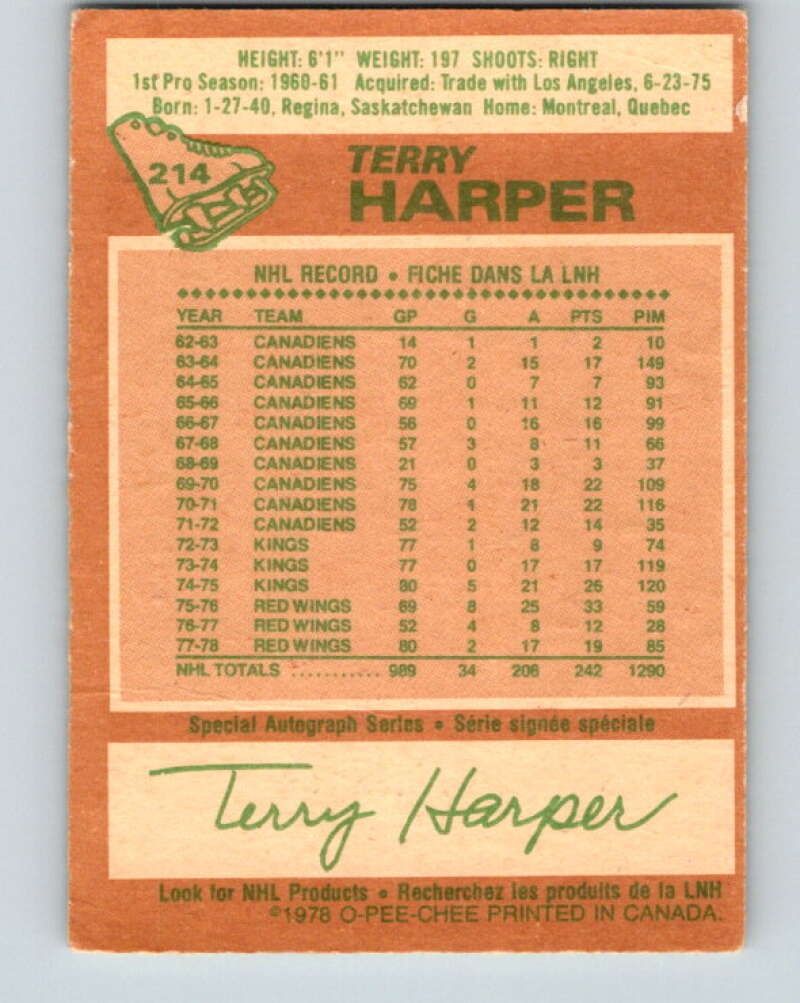 HEIGHT: 6'1" WEIGHT: 197 SHOOTS: RIGHT
1st Pro Season: 1960-61 Acquired: Trade with Los Angeles, 6-23-75
Born: 1-27-40, Regina, Saskatchewan Home: Montreal, Quebec
214
TERRY
HARPER
NHL RECORD • FICHE DANS LA LNH
YEAR TEAM GP G A PTS PIM
62-63 CANADIENS 14 1 1 2 10
63-64 CANADIENS 70 2 15 17 149
64-65 CANADIENS 62 0 7 7 93
65-66 CANADIENS 69 1 11 12 91
66-67 CANADIENS 56 0 16 16 99
67-68 CANADIENS 57 3 8 11 66
68-69 CANADIENS 21 0 3 3 37
69-70 CANADIENS 75 4 18 22 109
70-71 CANADIENS 78 1 21 22 116
71-72 CANADIENS 52 2 12 14 35
72-73 KINGS 77 1 8 9 74
73-74 KINGS 77 0 17 17 119
74-75 KINGS 80 5 21 26 120
75-76 RED WINGS 69 8 25 33 59
76-77 RED WINGS 52 4 8 12 28
77-78 RED WINGS 80 2 17 19 85
NHL TOTALS ........... 989 34 208 242 1290
Special Autograph Series • Série signée spéciale
Terry Harper
Look for NHL Products • Recherchez les produits de la LNH
©1978 O-PEE-CHEE PRINTED IN CANADA.